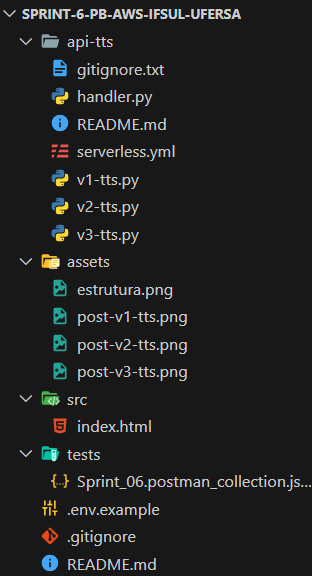 SPRINT-6-PB-AWS-IFSUL-UFERSA
api-tts
gitignore.txt
handler.py
README.md
serverless.yml
v1-tts.py
v2-tts.py
v3-tts.py
assets
estrutura.png
post-v1-tts.png
post-v2-tts.png
post-v3-tts.png
src
index.html
tests
Sprint_06.postman_collection.js...
.env.example
.gitignore
README.md